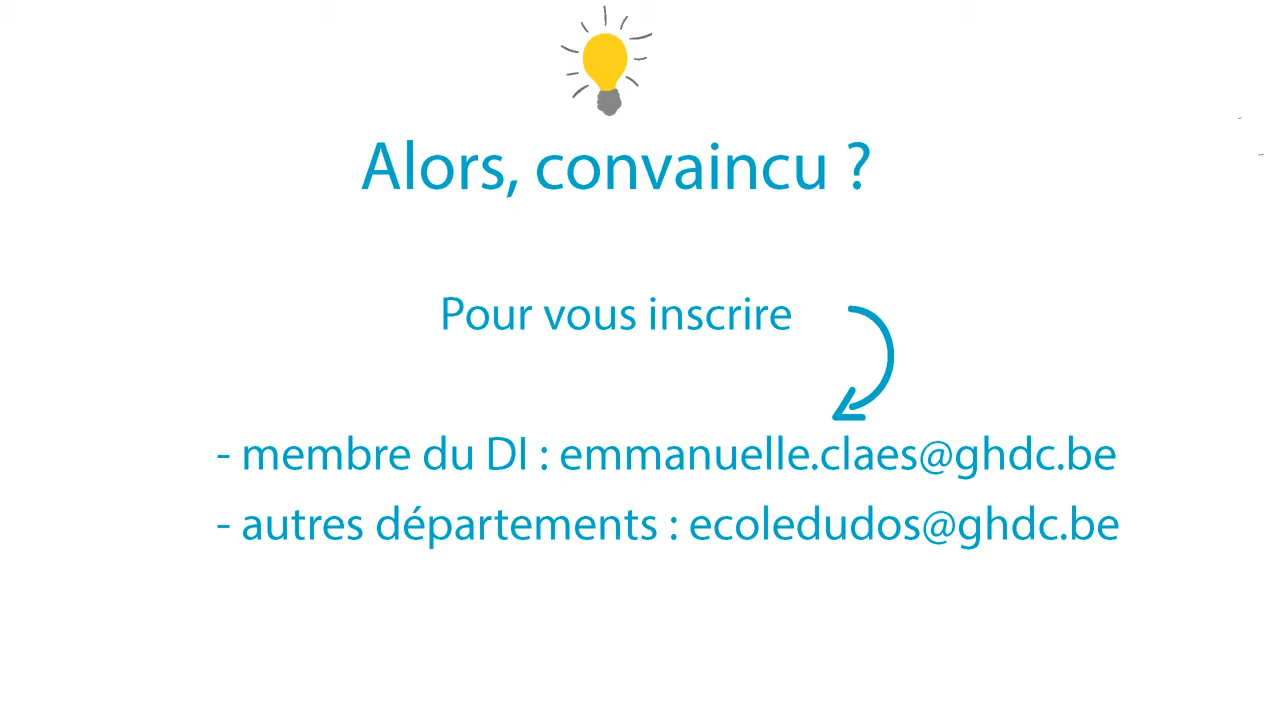 Alors, convaincu ?
Pour vous inscrire
- membre du DI : emmanuelle.claes@ghdc.be
- autres départements : ecoledudos@ghdc.be